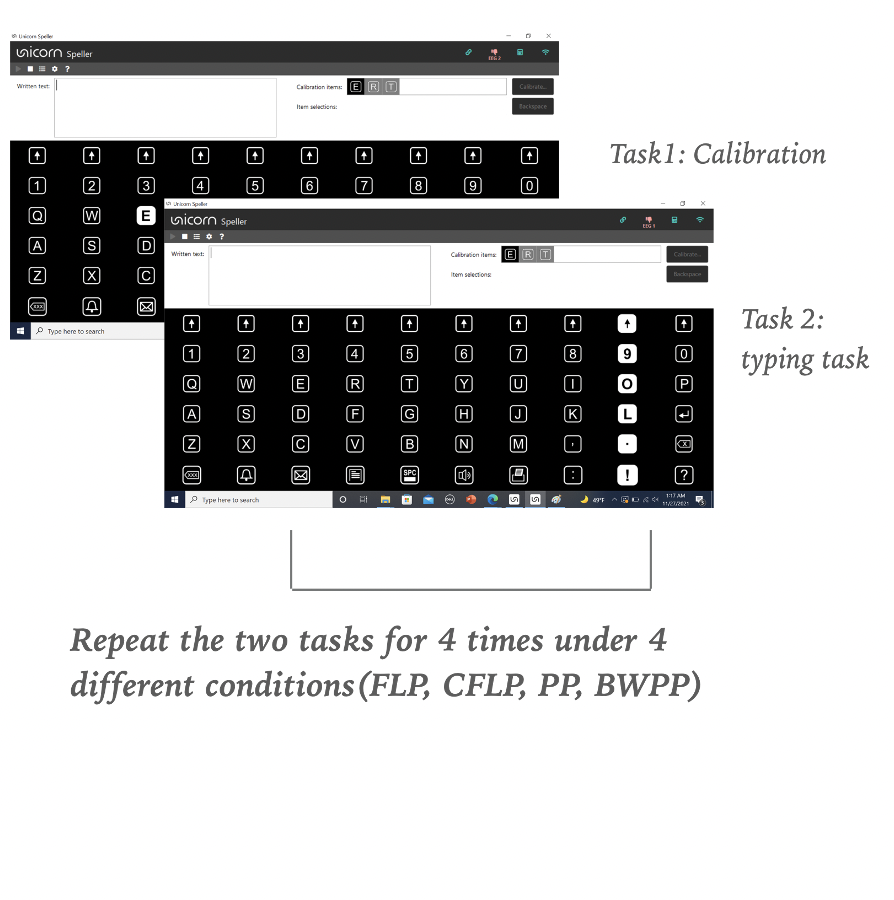 Unicorn Speller
unicorn Speller
EEG 2
?
Written text:
Calibration items: E R T
Calibrate...
Item selections:
Backspace
1 2 3 4 5 6 7 8 9 0
Q W E
A S D
Z X C
XXX
Type here to search
Task1: Calibration
Unicorn Speller
unicorn Speller
EEG 1
?
Written text:
Calibration items: E R T
Calibrate...
Item selections:
Backspace
1 2 3 4 5 6 7 8 9 0
Q W E R T Y U I O P
A S D F G H J K L
Z X C V B N M , . X
XXX SPC : ! ?
Type here to search
49°F
1:17 AM
11/27/2021
Task 2:
typing task
Repeat the two tasks for 4 times under 4
different conditions(FLP, CFLP, PP, BWPP)